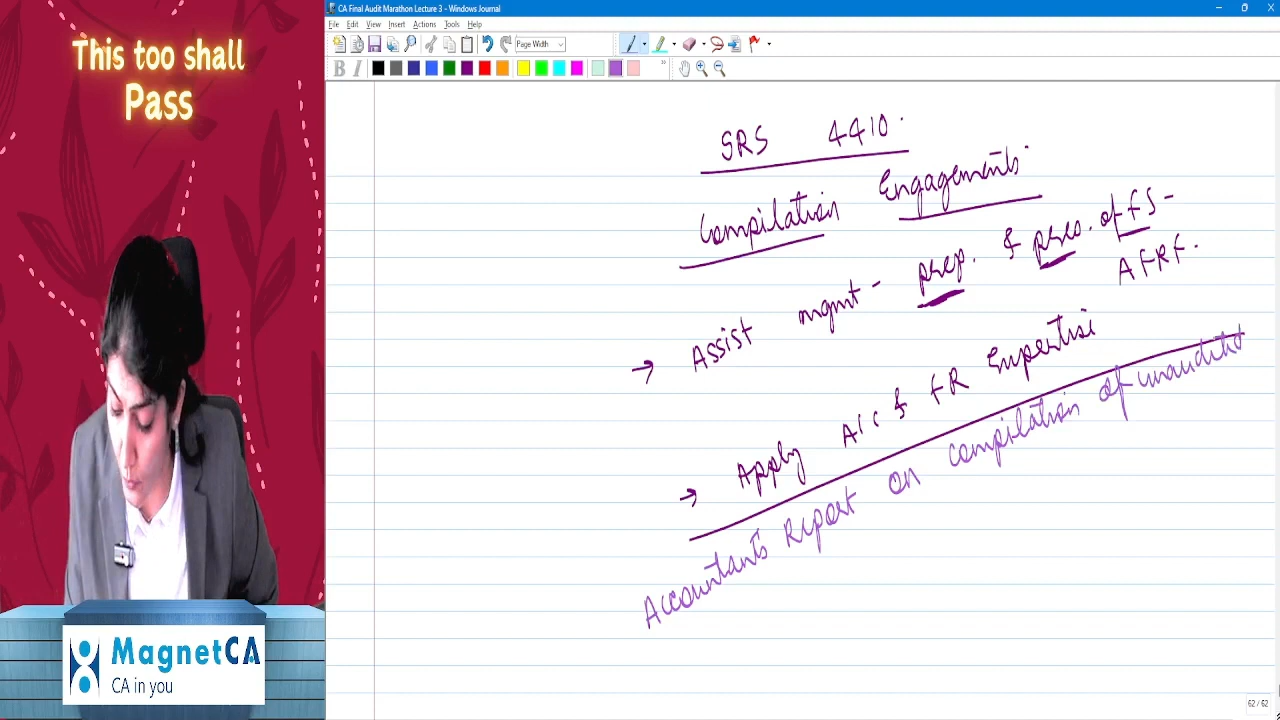 This too shall
Pass
MagnetCA
CA in you
CA Final Audit Marathon Lecture 3 - Windows Journal
File Edit View Insert Actions Tools Help
Page Width
B I
SRS 4410.
Compilation Engagements
→ Assist mgmt - prep. & pres. of FS -
AFRF.
→ Apply A/C & FR Expertise
Accountants Report on compilation of unaudited
62 / 62